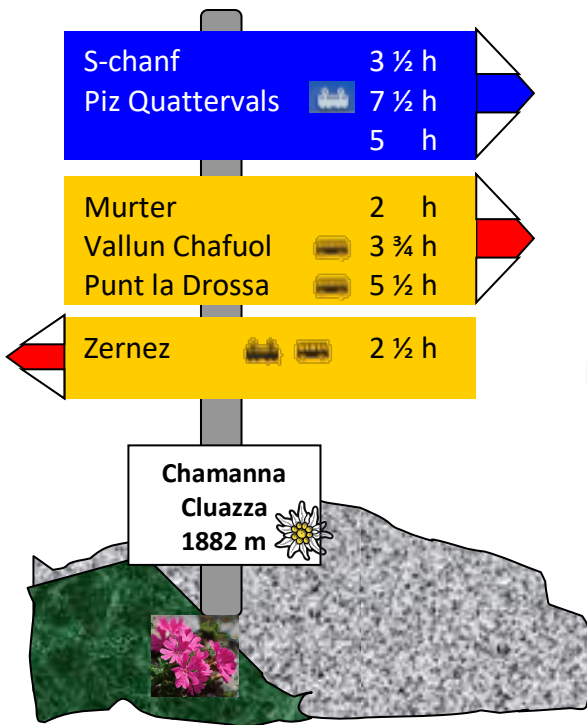 S-chanf 3 ½ h
Piz Quattervals 7 ½ h
5 h
Murter 2 h
Vallun Chafuol 3 ¾ h
Punt la Drossa 5 ½ h
Zernez 2 ½ h
Chamanna
Cluazza
1882 m